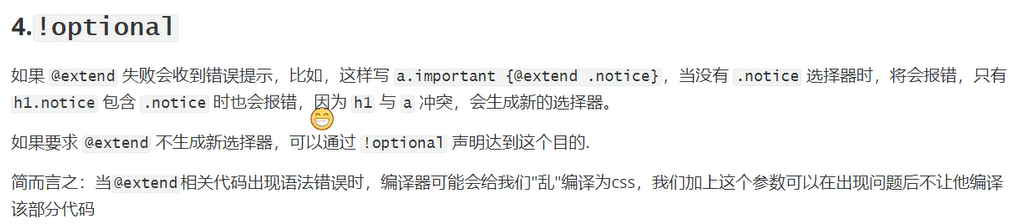 4.!optional
如果 @extend 失败会收到错误提示，比如，这样写 a.important {@extend .notice}，当没有 .notice 选择器时，将会报错，只有
h1.notice 包含 .notice 时也会报错，因为 h1 与 a 冲突，会生成新的选择器。
如果要求 @extend 不生成新选择器，可以通过 !optional 声明达到这个目的.
简而言之：当@extend相关代码出现语法错误时，编译器可能会给我们"乱"编译为css，我们加上这个参数可以在出现问题后不让他编译
该部分代码